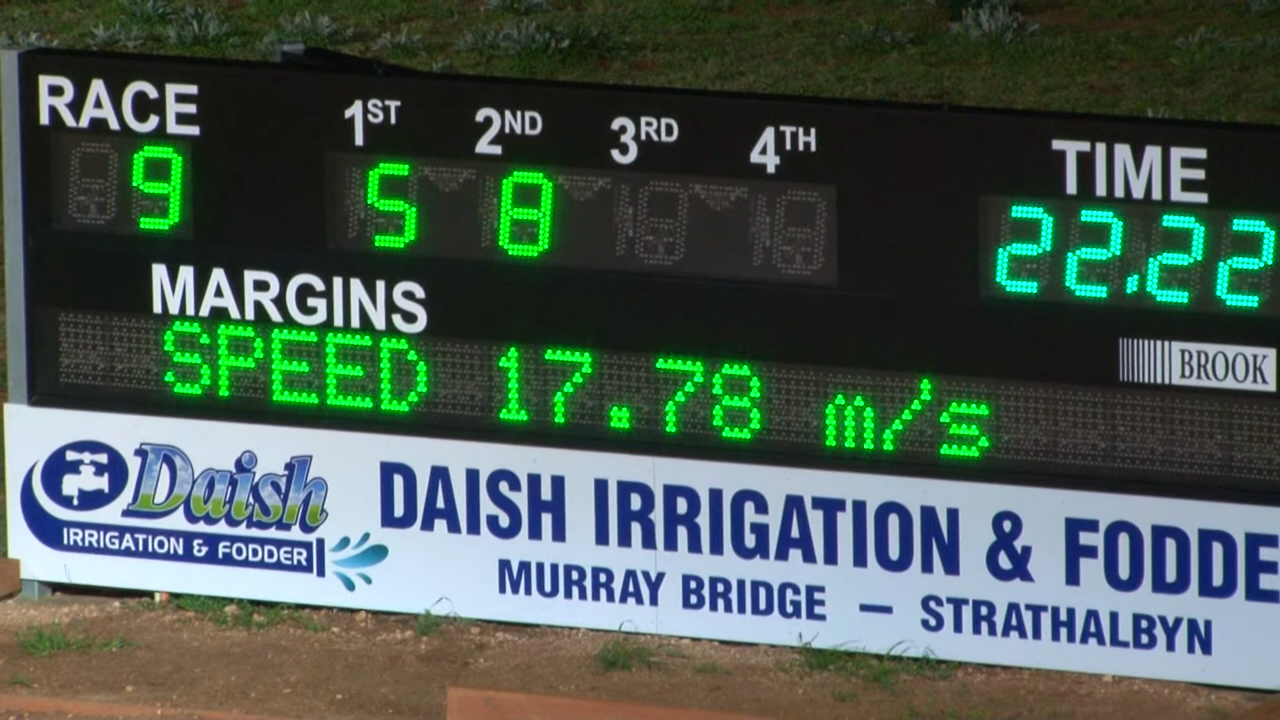 RACE 1ST 2ND 3RD 4TH TIME
9 5 8 22.22
MARGINS
SPEED 17.78 m/s
BROOK
Daish
IRRIGATION & FODDER
DAISH IRRIGATION & FODDE
MURRAY BRIDGE – STRATHALBYN